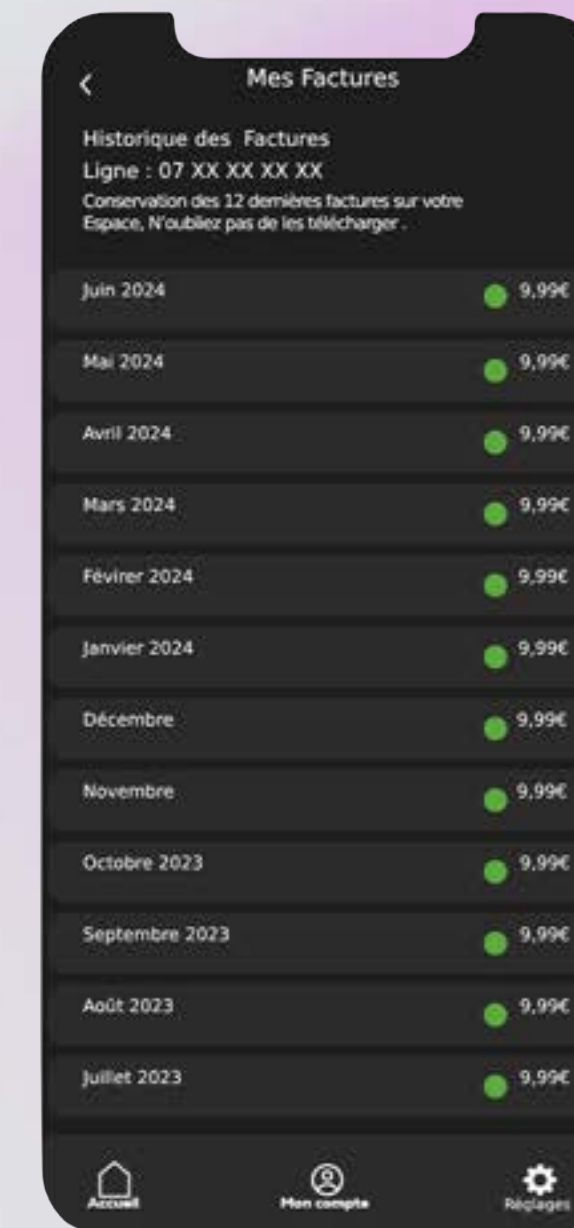 Mes Factures
Historique des Factures
Ligne : 07 XX XX XX XX
Conservation des 12 dernières factures sur votre
Espace, N'oubliez pas de les télécharger .
Juin 2024 9,99€
Mai 2024 9,99€
Avril 2024 9,99€
Mars 2024 9,99€
Févirer 2024 9,99€
Janvier 2024 9,99€
Décembre 9,99€
Novembre 9,99€
Octobre 2023 9,99€
Septembre 2023 9,99€
Août 2023 9,99€
Juillet 2023 9,99€
Accueil Mon compte Réglages